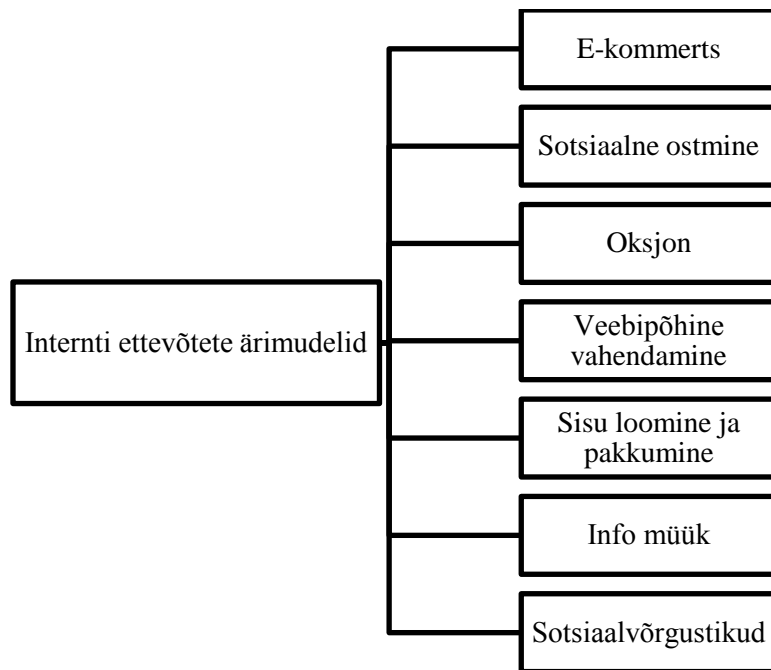 E-kommerts
Sotsiaalne ostmine
Oksjon
Internti ettevõtete ärimudelid
Veebipõhine
vahendamine
Sisu loomine ja
pakkumine
Info müük
Sotsiaalvõrgustikud